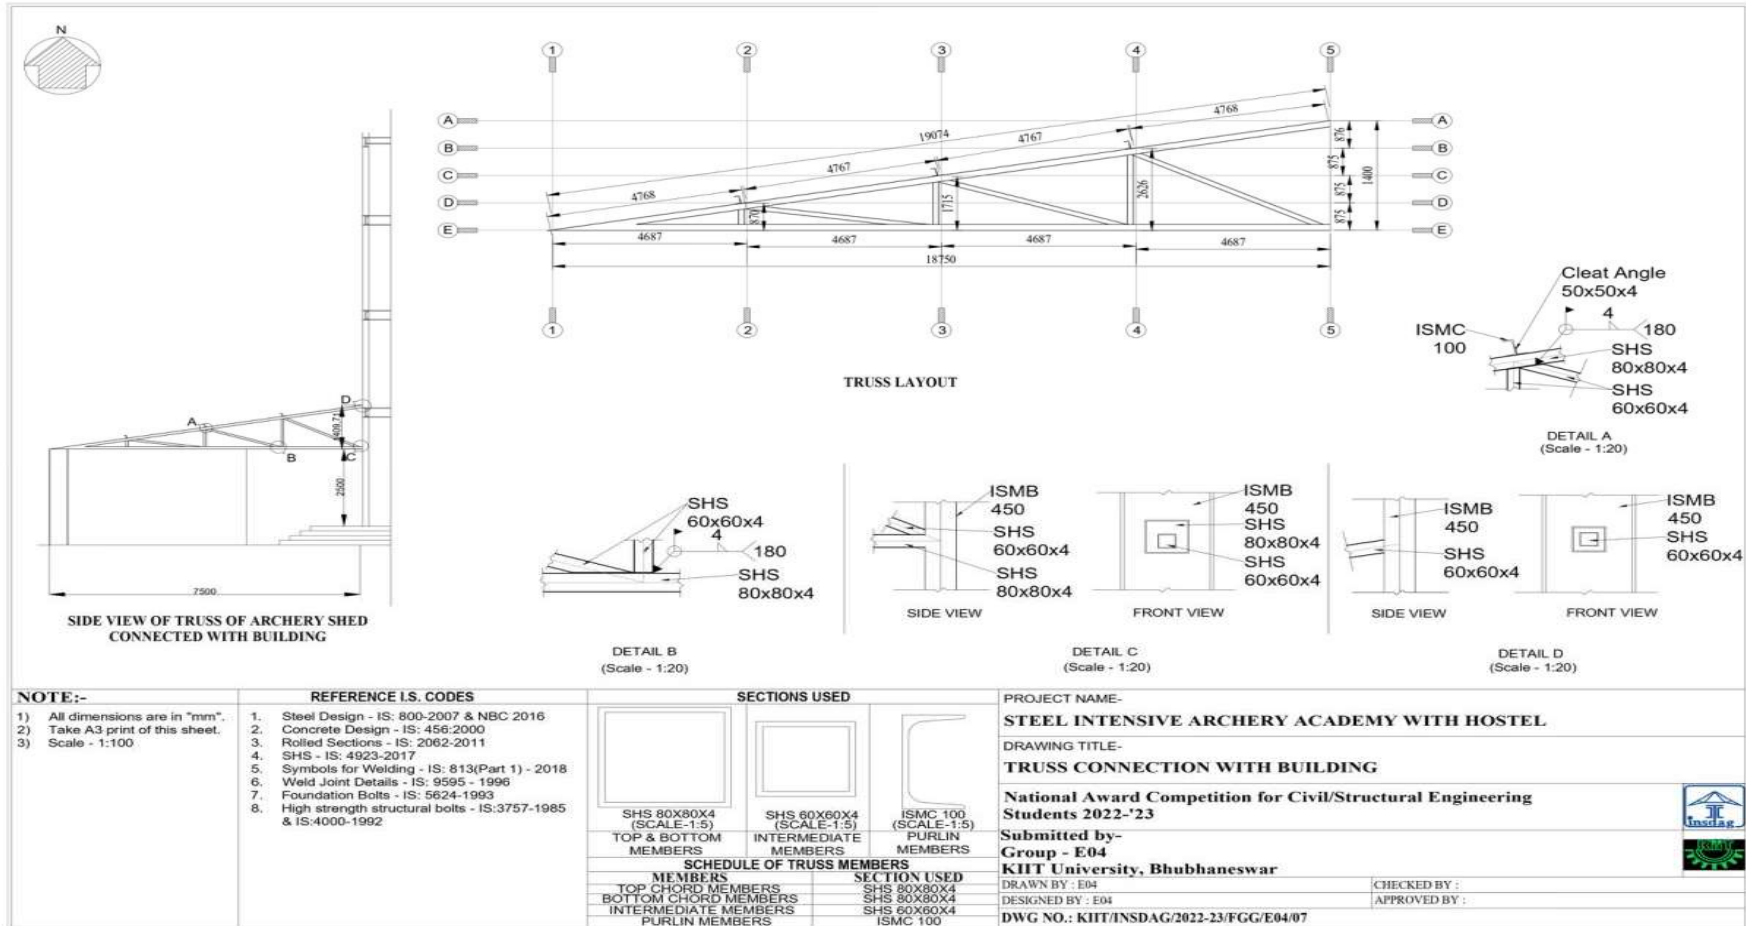 N
1
2
3
4
5
A
B
C
D
E
A
B
C
D
E
19074
4768
4767
4767
4768
870
1715
2626
876
875
875
875
1400
4687
4687
4687
4687
18750
1
2
3
4
5
TRUSS LAYOUT
Cleat Angle
50x50x4
4
180
ISMC
100
SHS
80x80x4
SHS
60x60x4
DETAIL A
(Scale - 1:20)
A
B
C
D
2500
7500
SIDE VIEW OF TRUSS OF ARCHERY SHED
CONNECTED WITH BUILDING
SHS
60x60x4
4
180
SHS
80x80x4
DETAIL B
(Scale - 1:20)
ISMB
450
SHS
60x60x4
SHS
80x80x4
SIDE VIEW
ISMB
450
SHS
80x80x4
SHS
60x60x4
FRONT VIEW
DETAIL C
(Scale - 1:20)
ISMB
450
SHS
60x60x4
SIDE VIEW
ISMB
450
SHS
60x60x4
FRONT VIEW
DETAIL D
(Scale - 1:20)
NOTE:-
1) All dimensions are in "mm".
2) Take A3 print of this sheet.
3) Scale - 1:100
REFERENCE I.S. CODES
1. Steel Design - IS: 800-2007 & NBC 2016
2. Concrete Design - IS: 456:2000
3. Rolled Sections - IS: 2062-2011
4. SHS - IS: 4923-2017
5. Symbols for Welding - IS: 813(Part 1) - 2018
6. Weld Joint Details - IS: 9595 - 1996
7. Foundation Bolts - IS: 5624-1993
8. High strength structural bolts - IS:3757-1985
& IS:4000-1992
SECTIONS USED
SHS 80X80X4
(SCALE-1:5)
TOP & BOTTOM
MEMBERS
SHS 60X60X4
(SCALE-1:5)
INTERMEDIATE
MEMBERS
ISMC 100
(SCALE-1:5)
PURLIN
MEMBERS
SCHEDULE OF TRUSS MEMBERS
MEMBERS SECTION USED
TOP CHORD MEMBERS SHS 80X80X4
BOTTOM CHORD MEMBERS SHS 80X80X4
INTERMEDIATE MEMBERS SHS 60X60X4
PURLIN MEMBERS ISMC 100
PROJECT NAME-
STEEL INTENSIVE ARCHERY ACADEMY WITH HOSTEL
DRAWING TITLE-
TRUSS CONNECTION WITH BUILDING
National Award Competition for Civil/Structural Engineering
Students 2022-'23
insdag
Submitted by-
Group - E04
KIIT University, Bhubhaneswar
DRAWN BY : E04
CHECKED BY :
DESIGNED BY : E04
APPROVED BY :
DWG NO.: KIIT/INSDAG/2022-23/FGG/E04/07